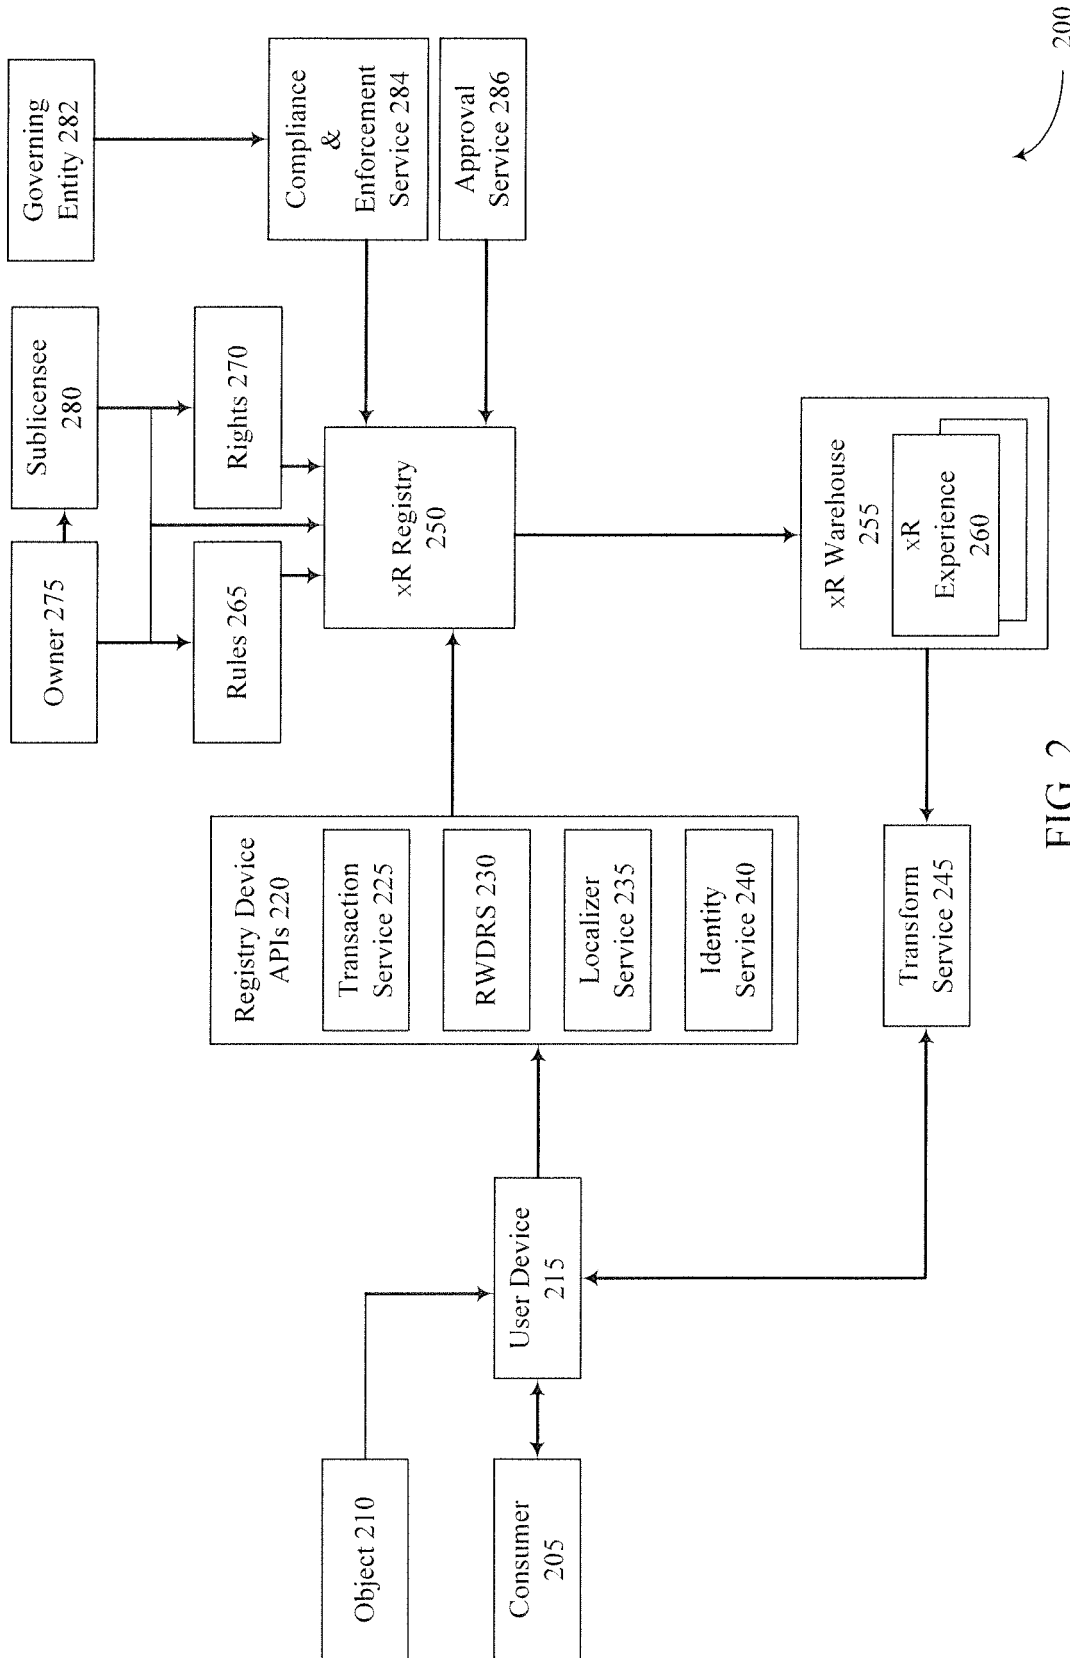 Object 210
Consumer
205
User Device
215
Registry Device
APIs 220
Transaction
Service 225
RWDRS 230
Localizer
Service 235
Identity
Service 240
Transform
Service 245
Owner 275
Sublicensee
280
Rules 265
Rights 270
xR Registry
250
Governing
Entity 282
Compliance
&
Enforcement
Service 284
Approval
Service 286
xR Warehouse
255
xR
Experience
260
200
FIG. 2